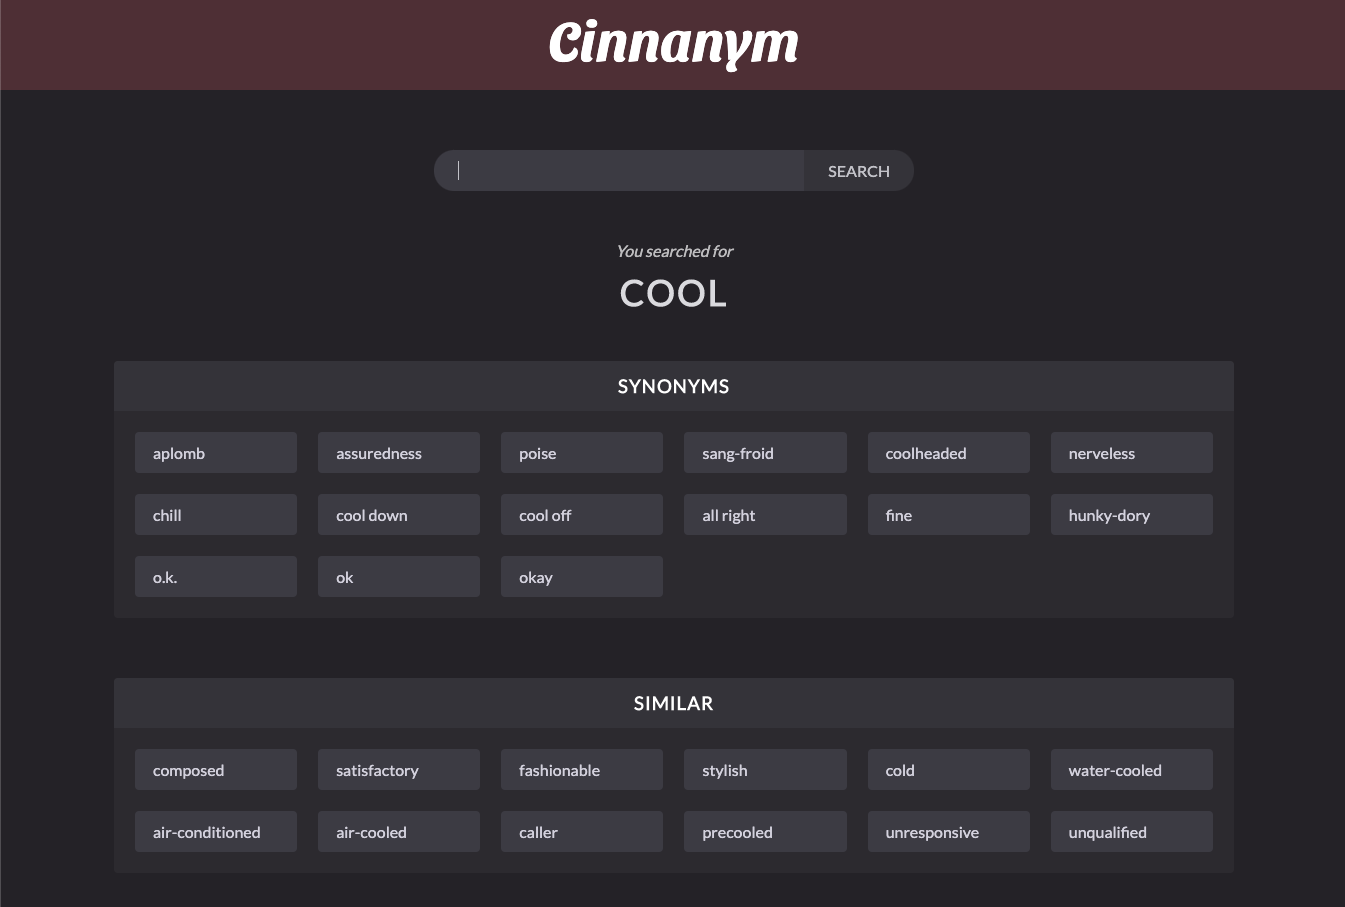 Cinnanym
SEARCH
You searched for
COOL
SYNONYMS
aplomb assuredness poise sang-froid coolheaded nerveless
chill cool down cool off all right fine hunky-dory
o.k. ok okay
SIMILAR
composed satisfactory fashionable stylish cold water-cooled
air-conditioned air-cooled caller precooled unresponsive unqualified